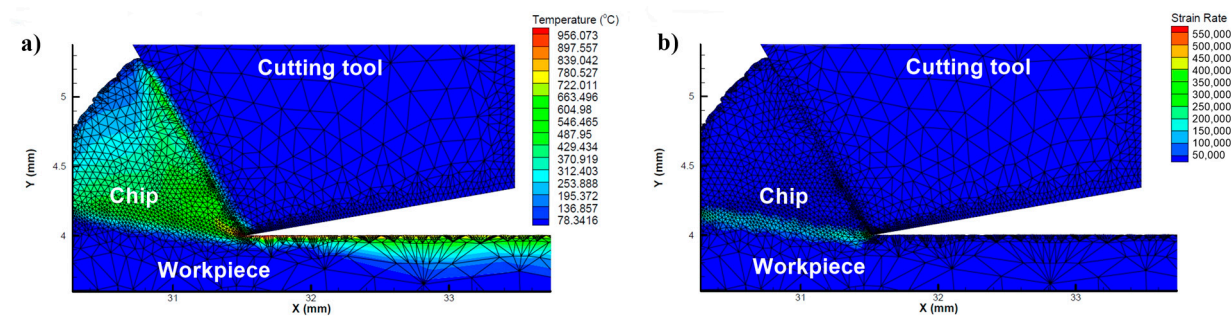 a)
Temperature (°C)
956.073
897.557
839.042
780.527
722.011
663.496
604.98
546.465
487.95
429.434
370.919
312.403
253.888
195.372
136.857
78.3416
Cutting tool
Chip
Workpiece
Y (mm)
5
4.5
4
31
32
33
X (mm)
b)
Strain Rate
550,000
500,000
450,000
400,000
350,000
300,000
250,000
200,000
150,000
100,000
50,000
Cutting tool
Chip
Workpiece
Y (mm)
5
4.5
4
31
32
33
X (mm)